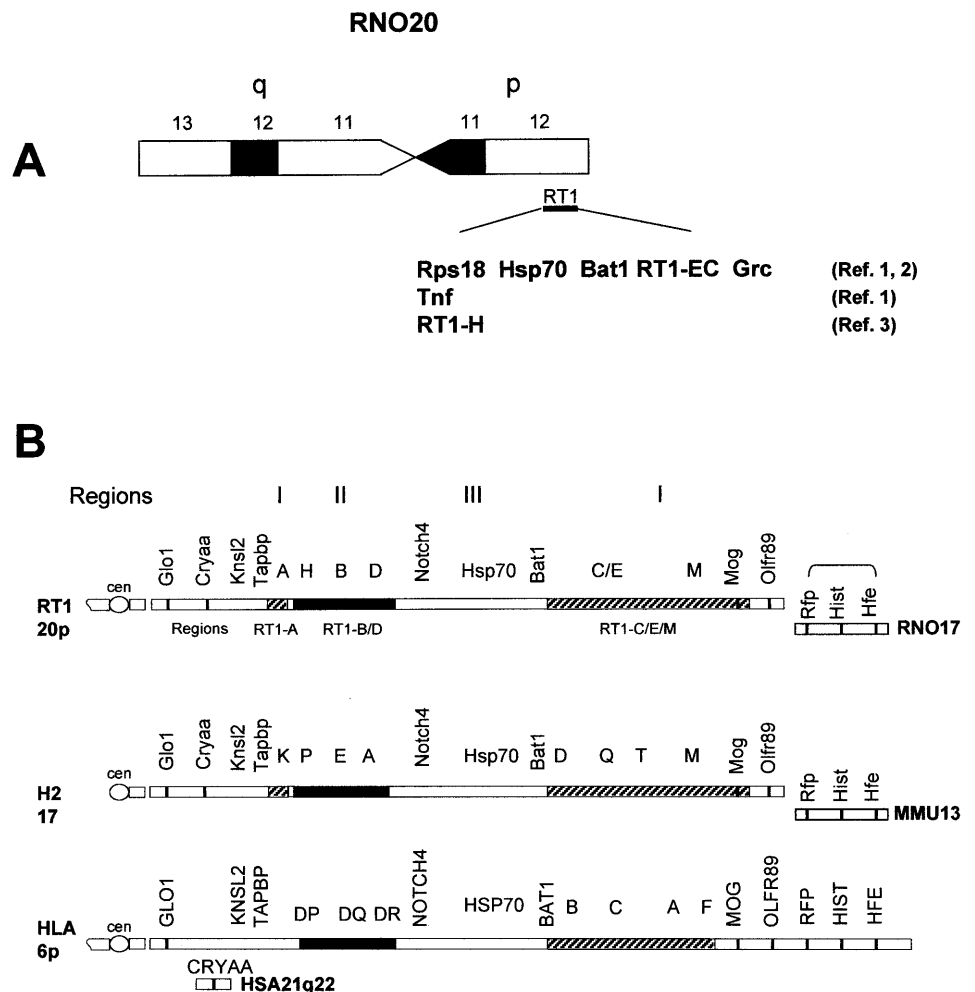 RNO20
q p
13 12 11 11 12
A
RT1
Rps18 Hsp70 Bat1 RT1-EC Grc (Ref. 1, 2)
Tnf (Ref. 1)
RT1-H (Ref. 3)
B
Regions I II III I
cen Glo1 Cryaa Knsl2 Tapbp A H B D Notch4 Hsp70 Bat1 C/E M Mog Olfr89
Rfp Hist Hfe
RT1
20p
Regions RT1-A RT1-B/D RT1-C/E/M RNO17
cen Glo1 Cryaa Knsl2 Tapbp K P E A Notch4 Hsp70 Bat1 D Q T M Mog Olfr89
Rfp Hist Hfe
H2
17
MMU13
cen GLO1 KNSL2 TAPBP DP DQ DR NOTCH4 HSP70 BAT1 B C A F MOG OLFR89 RFP HIST HFE
HLA
6p
CRYAA
HSA21q22